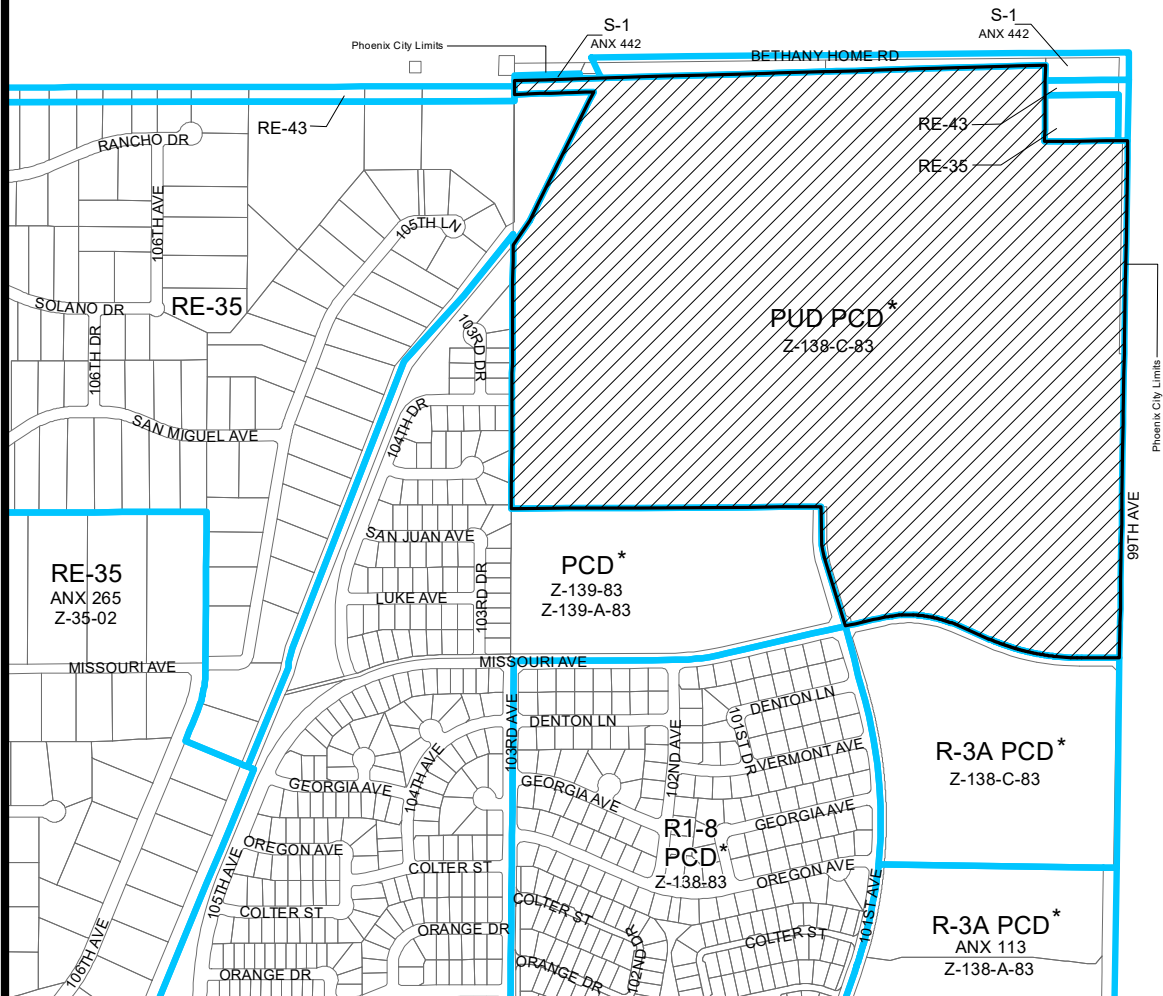 S-1
ANX 442
S-1
ANX 442
Phoenix City Limits
BETHANY HOME RD
RE-43
RE-43
RE-35
RANCHO DR
106TH AVE
105TH LN
SOLANO DR
RE-35
106TH DR
103RD DR
PUD PCD*
Z-138-C-83
Phoenix City Limits
SAN MIGUEL AVE
104TH DR
99TH AVE
SAN JUAN AVE
LUKE AVE
103RD DR
PCD*
Z-139-83
Z-139-A-83
RE-35
ANX 265
Z-35-02
MISSOURI AVE
MISSOURI AVE
103RD AVE
DENTON LN
DENTON LN
102ND AVE
101ST DR
VERMONT AVE
R-3A PCD*
Z-138-C-83
GEORGIA AVE
104TH AVE
GEORGIA AVE
GEORGIA AVE
R1-8
PCD*
Z-138-83
OREGON AVE
OREGON AVE
COLTER ST
105TH AVE
COLTER ST
COLTER ST
COLTER ST
101ST AVE
R-3A PCD*
ANX 113
Z-138-A-83
ORANGE DR
102ND DR
106TH AVE
ORANGE DR
ORANGE DR